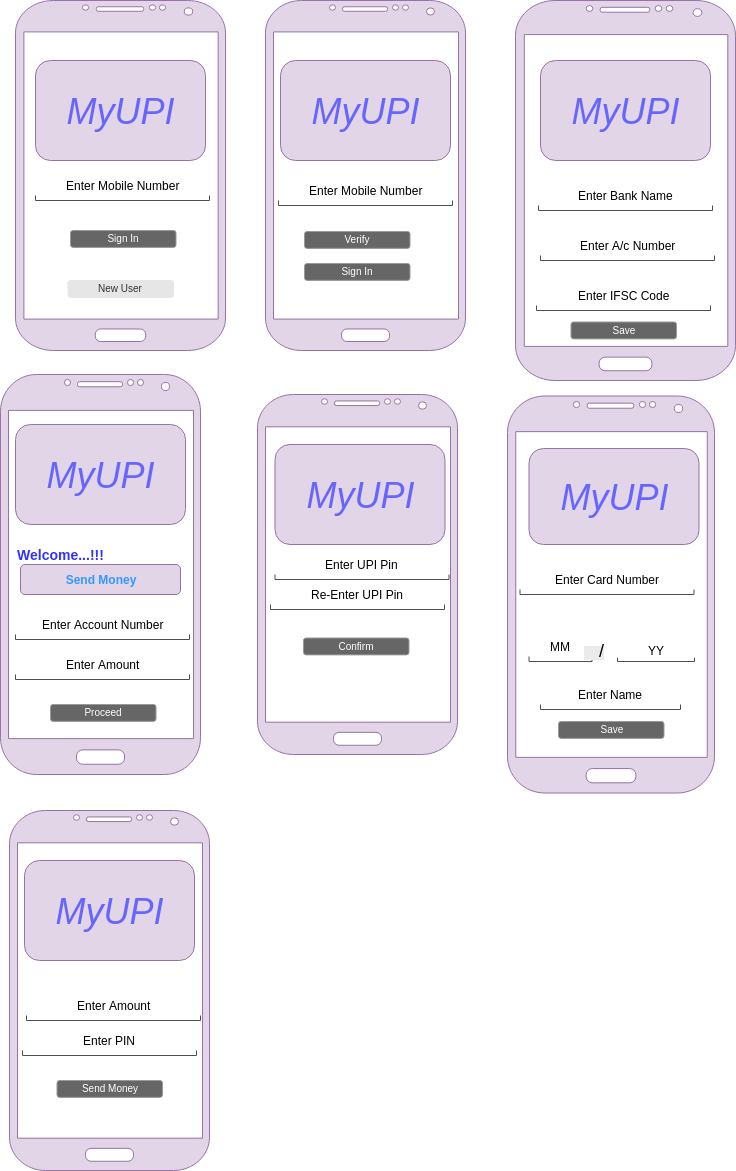 MyUPI
Enter Mobile Number
Sign In
New User
MyUPI
Enter Mobile Number
Verify
Sign In
MyUPI
Enter Bank Name
Enter A/c Number
Enter IFSC Code
Save
MyUPI
Welcome...!!!
Send Money
Enter Account Number
Enter Amount
Proceed
MyUPI
Enter UPI Pin
Re-Enter UPI Pin
Confirm
MyUPI
Enter Card Number
MM / YY
Enter Name
Save
MyUPI
Enter Amount
Enter PIN
Send Money